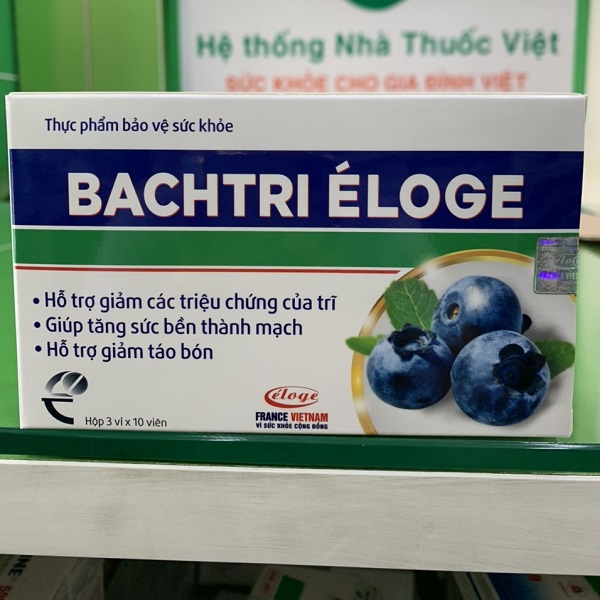 Hệ thống Nhà Thuốc Việt
SỨC KHỎE CHO GIA ĐÌNH VIỆT
Thực phẩm bảo vệ sức khỏe
BACHTRI ÉLOGE
• Hỗ trợ giảm các triệu chứng của trĩ
• Giúp tăng sức bền thành mạch
• Hỗ trợ giảm táo bón
Hộp 3 vỉ x 10 viên
éloge
FRANCE VIETNAM
VÌ SỨC KHỎE CỘNG ĐỒNG